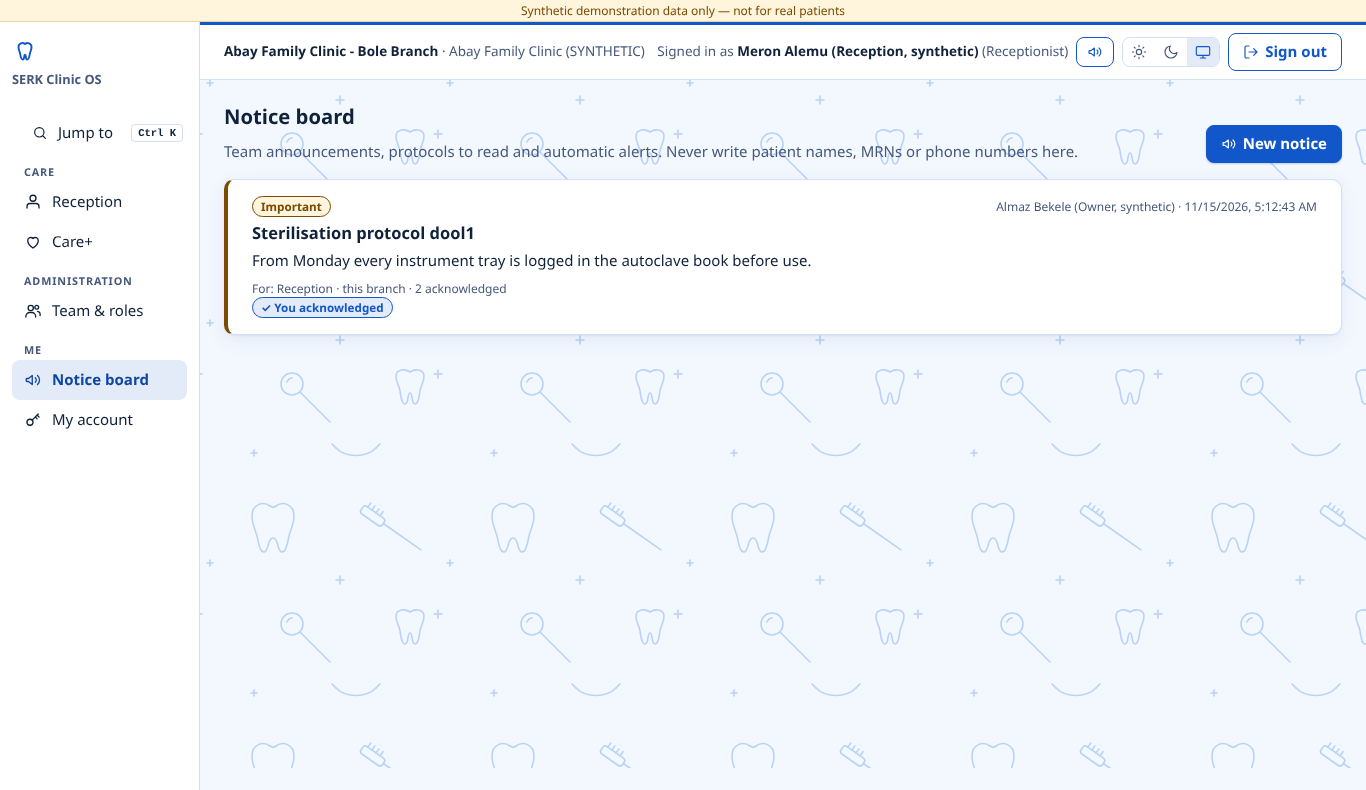 Synthetic demonstration data only — not for real patients
SERK Clinic OS
Abay Family Clinic - Bole Branch · Abay Family Clinic (SYNTHETIC) Signed in as Meron Alemu (Reception, synthetic) (Receptionist)
Sign out
Jump to Ctrl K
CARE
Reception
Care+
ADMINISTRATION
Team & roles
ME
Notice board
My account
Notice board
Team announcements, protocols to read and automatic alerts. Never write patient names, MRNs or phone numbers here.
New notice
Important
Almaz Bekele (Owner, synthetic) · 11/15/2026, 5:12:43 AM
Sterilisation protocol dool1
From Monday every instrument tray is logged in the autoclave book before use.
For: Reception · this branch · 2 acknowledged
✓ You acknowledged